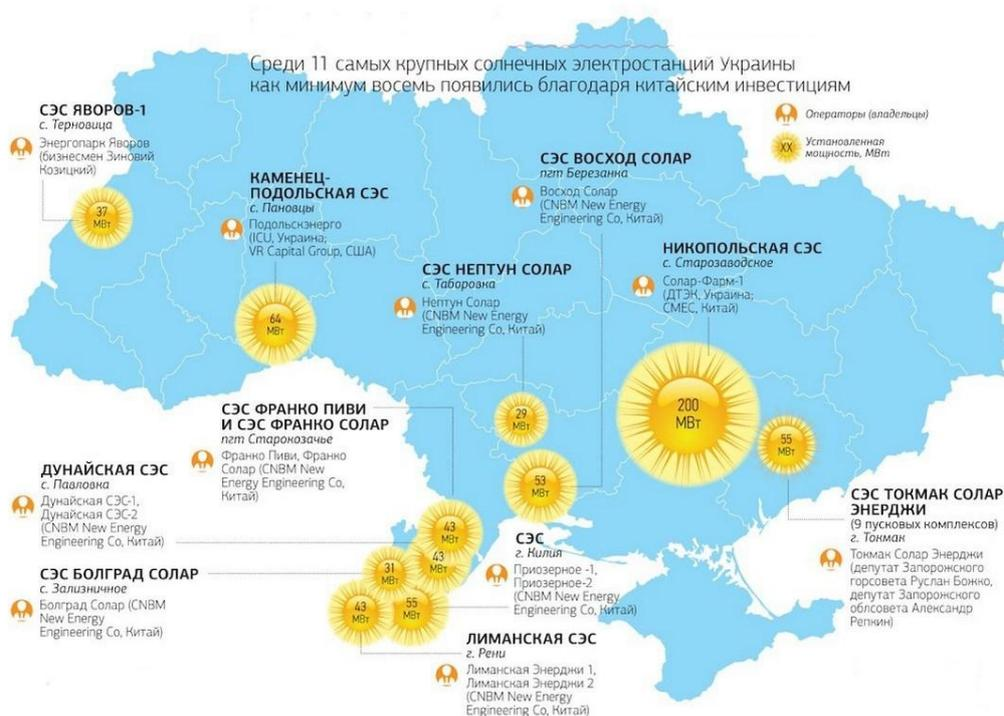 Среди 11 самых крупных солнечных электростанций Украины
как минимум восемь появились благодаря китайским инвестициям
Операторы (владельцы)
XX
Установленная
мощность, МВт
СЭС ЯВОРОВ-1
с. Терновица
Энергопарк Яворов
(бизнесмен Зиновий
Козицкий)
37
МВт
КАМЕНЕЦ-
ПОДОЛЬСКАЯ СЭС
с. Пановцы
Подольскэнерго
(ICU, Украина;
VR Capital Group, США)
64
МВт
СЭС ВОСХОД СОЛАР
пгт Березанка
Восход Солар
(CNBM New Energy
Engineering Co, Китай)
СЭС НЕПТУН СОЛАР
с. Таборовка
Нептун Солар
(CNBM New Energy
Engineering Co, Китай)
НИКОПОЛЬСКАЯ СЭС
с. Старозаводское
Солар-Фарм-1
(ДТЭК, Украина;
CMEC, Китай)
200
МВт
29
МВт
55
МВт
53
МВт
СЭС ФРАНКО ПИВИ
И СЭС ФРАНКО СОЛАР
пгт Старокозачье
Франко Пиви, Франко
Солар (CNBM New
Energy Engineering Co,
Китай)
ДУНАЙСКАЯ СЭС
с. Павловка
Дунайская СЭС-1,
Дунайская СЭС-2
(CNBM New Energy
Engineering Co, Китай)
43
МВт
43
МВт
СЭС БОЛГРАД СОЛАР
с. Зализничное
Болград Солар (CNBM
New Energy
Engineering Co, Китай)
31
МВт
43
МВт
55
МВт
СЭС
г. Килия
Приозерное -1,
Приозерное-2
(CNBM New Energy
Engineering Co, Китай)
ЛИМАНСКАЯ СЭС
г. Рени
Лиманская Энерджи 1,
Лиманская Энерджи 2
(CNBM New Energy
Engineering Co, Китай)
СЭС ТОКМАК СОЛАР
ЭНЕРДЖИ
(9 пусковых комплексов)
г. Токмак
Токмак Солар Энерджи
(депутат Запорожского
горсовета Руслан Божко,
депутат Запорожского
облсовета Александр
Репкин)